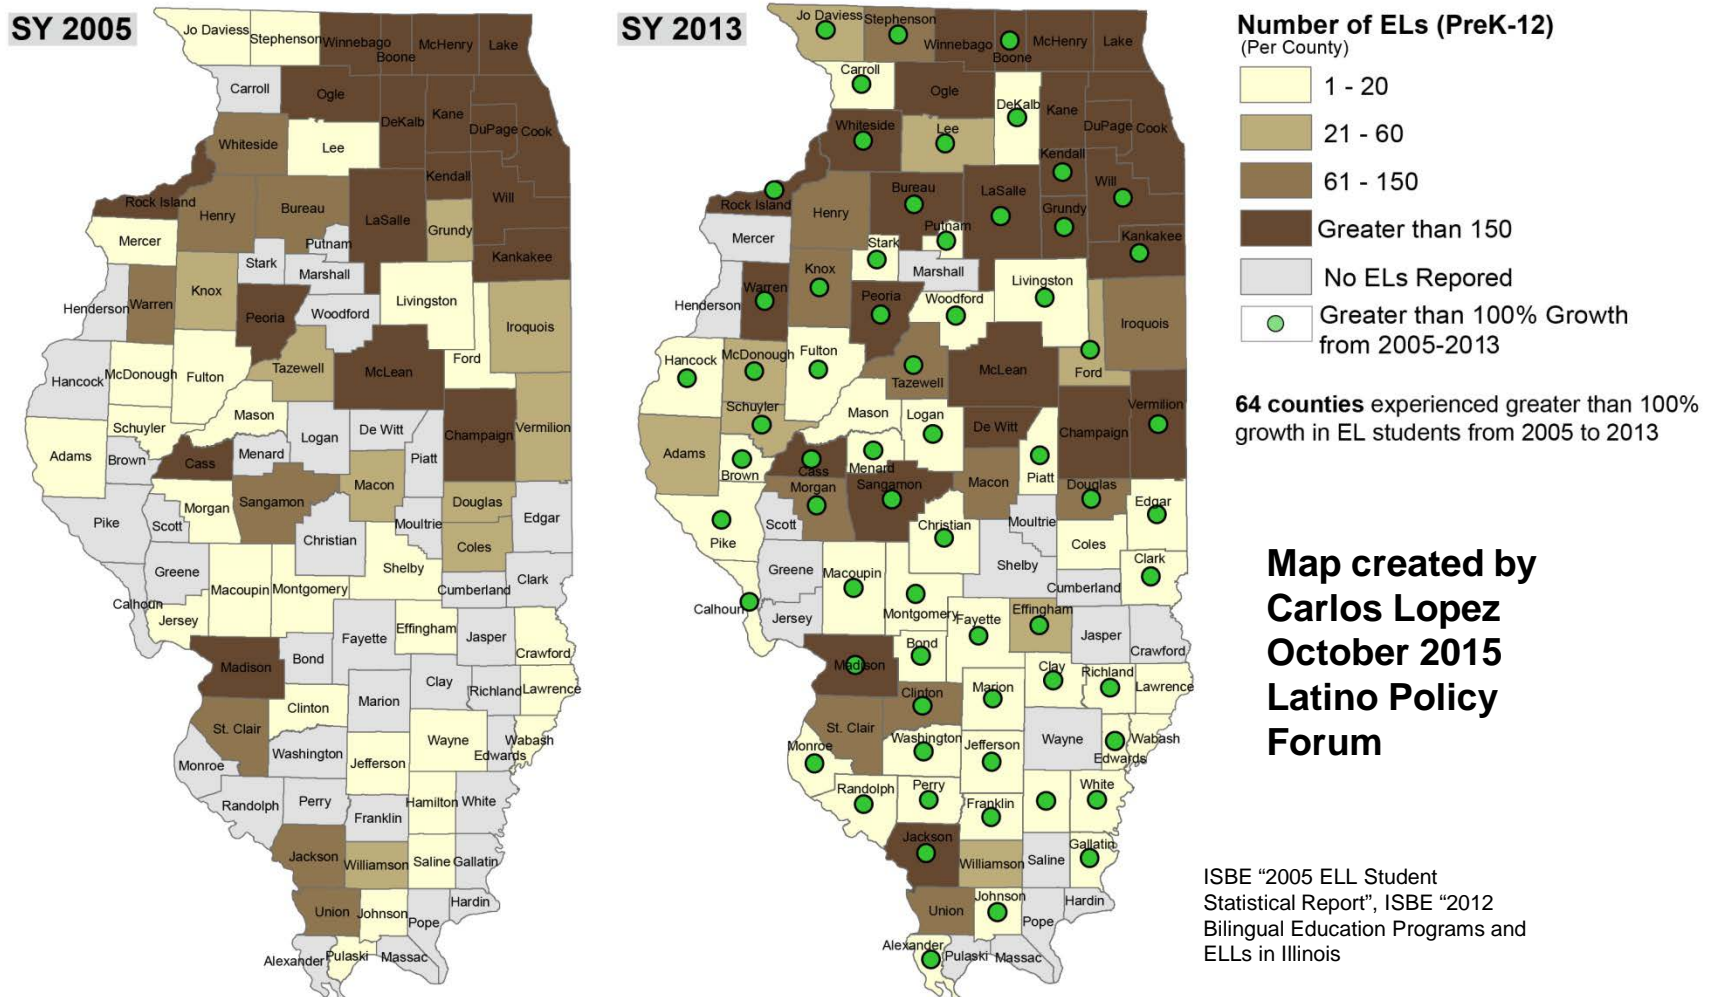 SY 2005
Jo Daviess
Stephenson
Winnebago
Boone
McHenry
Lake
Carroll
Ogle
DeKalb
Kane
DuPage
Cook
Whiteside
Lee
Kendall
Will
Rock Island
Henry
Bureau
LaSalle
Grundy
Mercer
Putnam
Kankakee
Stark
Marshall
Henderson
Warren
Knox
Peoria
Woodford
Livingston
Iroquois
Hancock
McDonough
Fulton
Tazewell
McLean
Ford
Mason
Schuyler
Logan
De Witt
Champaign
Vermilion
Adams
Brown
Cass
Menard
Piatt
Morgan
Sangamon
Macon
Douglas
Pike
Scott
Christian
Moultrie
Edgar
Coles
Greene
Macoupin
Montgomery
Shelby
Cumberland
Clark
Calhoun
Jersey
Fayette
Effingham
Jasper
Crawford
Madison
Bond
Clay
Richland
Lawrence
Clinton
Marion
St. Clair
Washington
Wayne
Edwards
Wabash
Monroe
Jefferson
Randolph
Perry
Franklin
Hamilton
White
Jackson
Williamson
Saline
Gallatin
Union
Johnson
Pope
Hardin
Alexander
Pulaski
Massac
SY 2013
Jo Daviess
Stephenson
Winnebago
Boone
McHenry
Lake
Carroll
Ogle
DeKalb
Kane
DuPage
Cook
Whiteside
Lee
Kendall
Will
Rock Island
Henry
Bureau
LaSalle
Grundy
Mercer
Putnam
Kankakee
Stark
Marshall
Henderson
Warren
Knox
Peoria
Woodford
Livingston
Iroquois
Hancock
McDonough
Fulton
Tazewell
McLean
Ford
Schuyler
Mason
Logan
De Witt
Champaign
Vermilion
Adams
Brown
Cass
Menard
Piatt
Morgan
Sangamon
Macon
Douglas
Edgar
Pike
Scott
Christian
Moultrie
Coles
Greene
Macoupin
Montgomery
Shelby
Cumberland
Clark
Calhoun
Jersey
Fayette
Effingham
Jasper
Crawford
Madison
Bond
Clay
Richland
Lawrence
Clinton
Marion
St. Clair
Washington
Wayne
Edwards
Wabash
Monroe
Jefferson
Randolph
Perry
Franklin
White
Jackson
Williamson
Saline
Gallatin
Union
Johnson
Pope
Hardin
Alexander
Pulaski
Massac
Number of ELs (PreK-12)
(Per County)
1 - 20
21 - 60
61 - 150
Greater than 150
No ELs Repored
Greater than 100% Growth
from 2005-2013
64 counties experienced greater than 100%
growth in EL students from 2005 to 2013
Map created by
Carlos Lopez
October 2015
Latino Policy
Forum
ISBE “2005 ELL Student
Statistical Report”, ISBE “2012
Bilingual Education Programs and
ELLs in Illinois